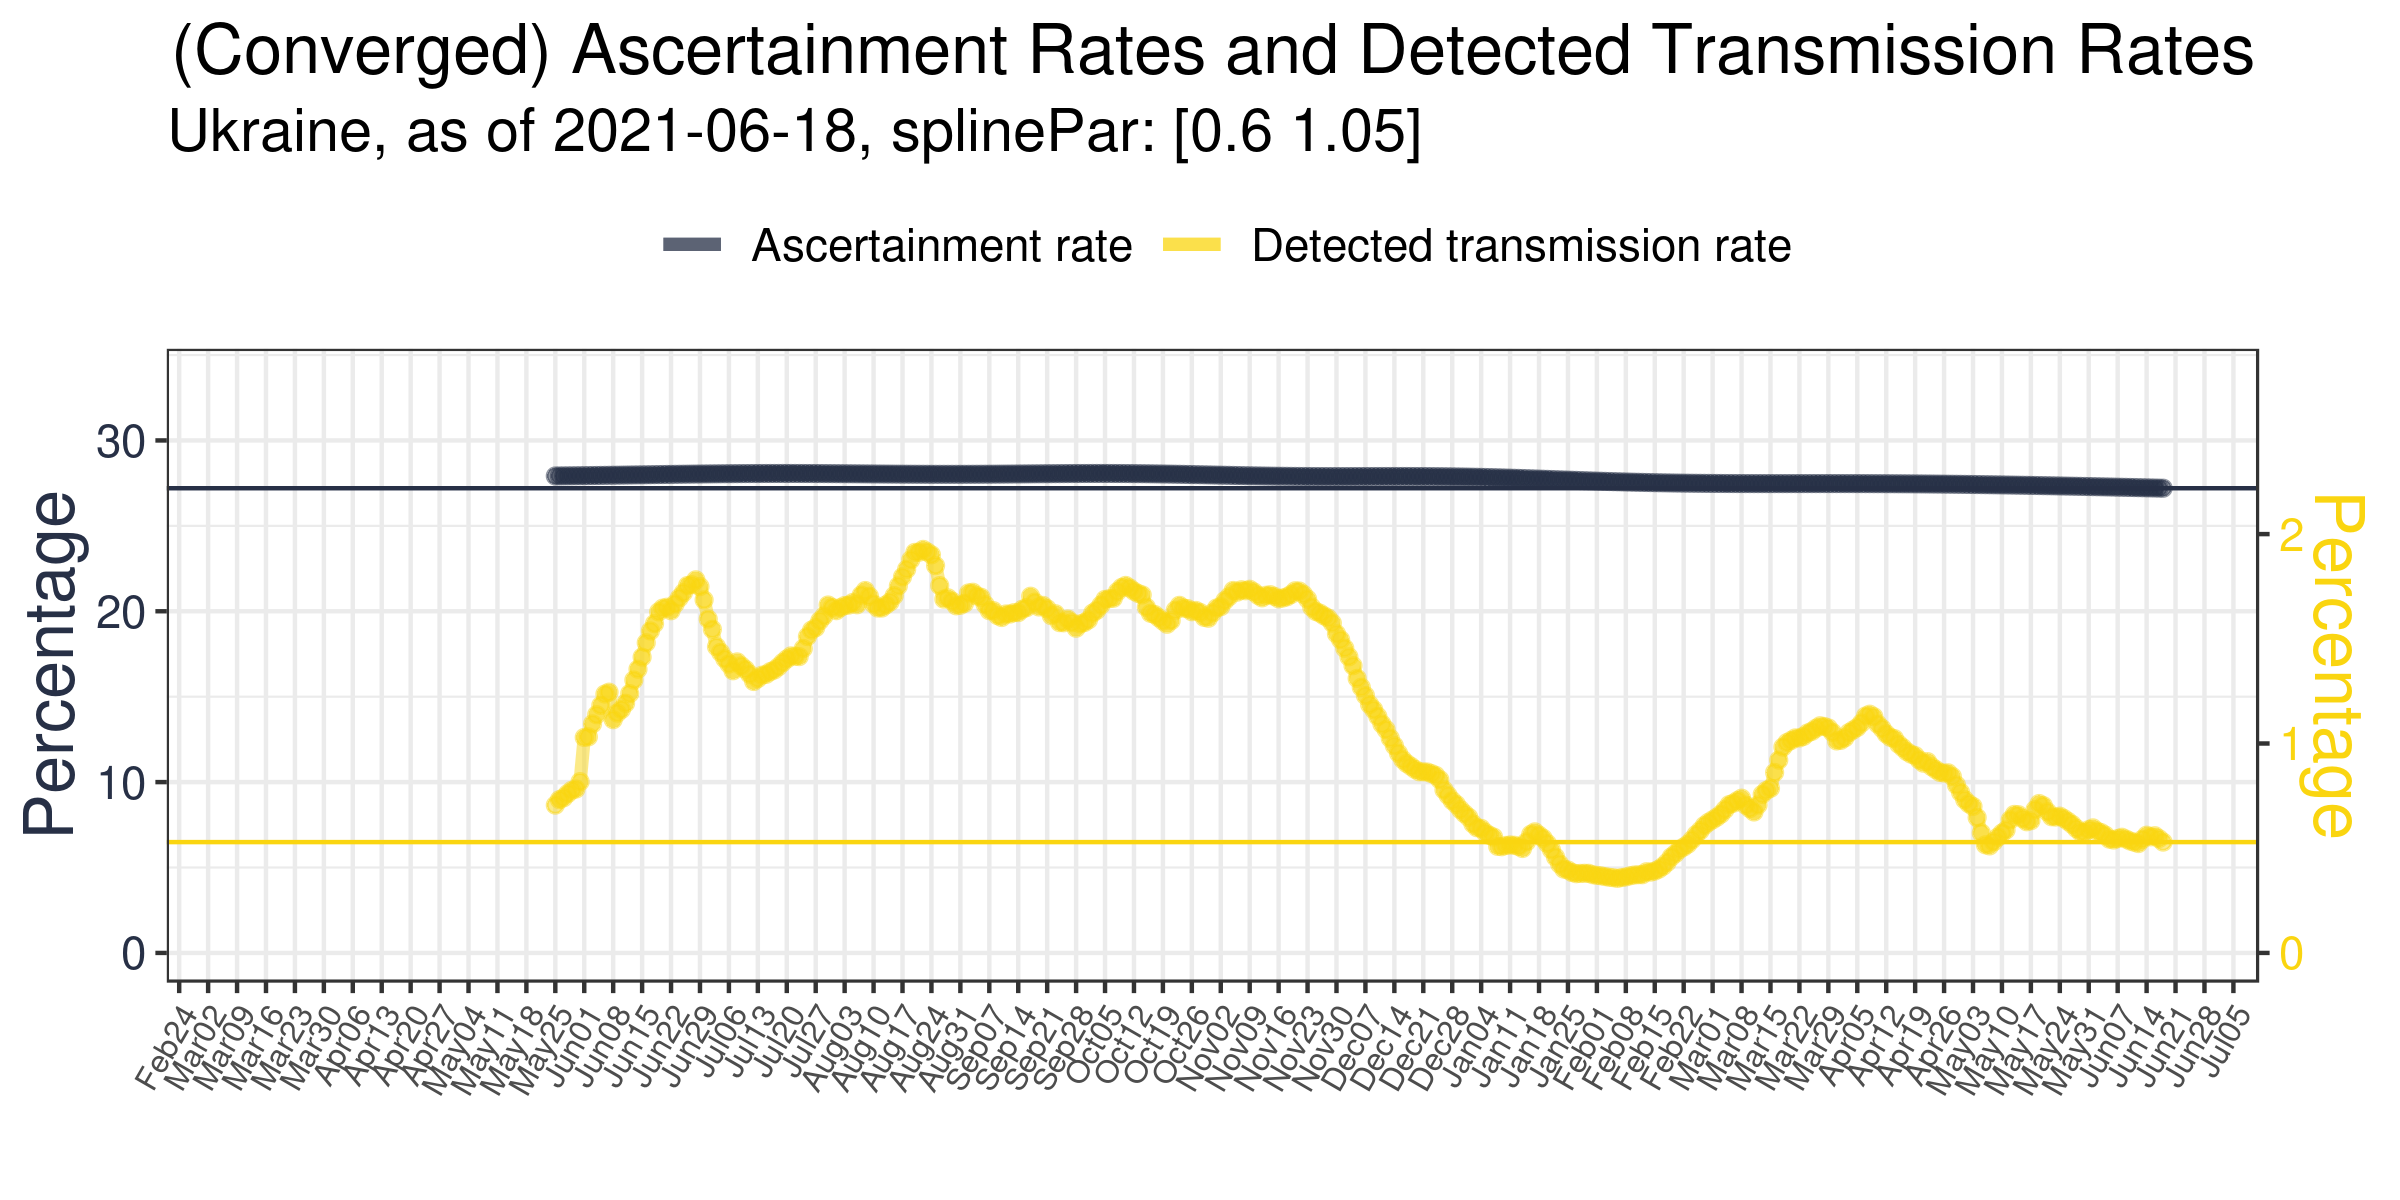 (Converged) Ascertainment Rates and Detected Transmission Rates
Ukraine, as of 2021-06-18, splinePar: [0.6 1.05]
Ascertainment rate
Detected transmission rate
Percentage
30
20
10
0
2
1
0
Percentage
Feb24
Mar02
Mar09
Mar16
Mar23
Mar30
Apr06
Apr13
Apr20
Apr27
May04
May11
May18
May25
Jun01
Jun08
Jun15
Jun22
Jun29
Jul06
Jul13
Jul20
Jul27
Aug03
Aug10
Aug17
Aug24
Aug31
Sep07
Sep14
Sep21
Sep28
Oct05
Oct12
Oct19
Oct26
Nov02
Nov09
Nov16
Nov23
Nov30
Dec07
Dec14
Dec21
Dec28
Jan04
Jan11
Jan18
Jan25
Feb01
Feb08
Feb15
Feb22
Mar01
Mar08
Mar15
Mar22
Mar29
Apr05
Apr12
Apr19
Apr26
May03
May10
May17
May24
May31
Jun07
Jun14
Jun21
Jun28
Jul05